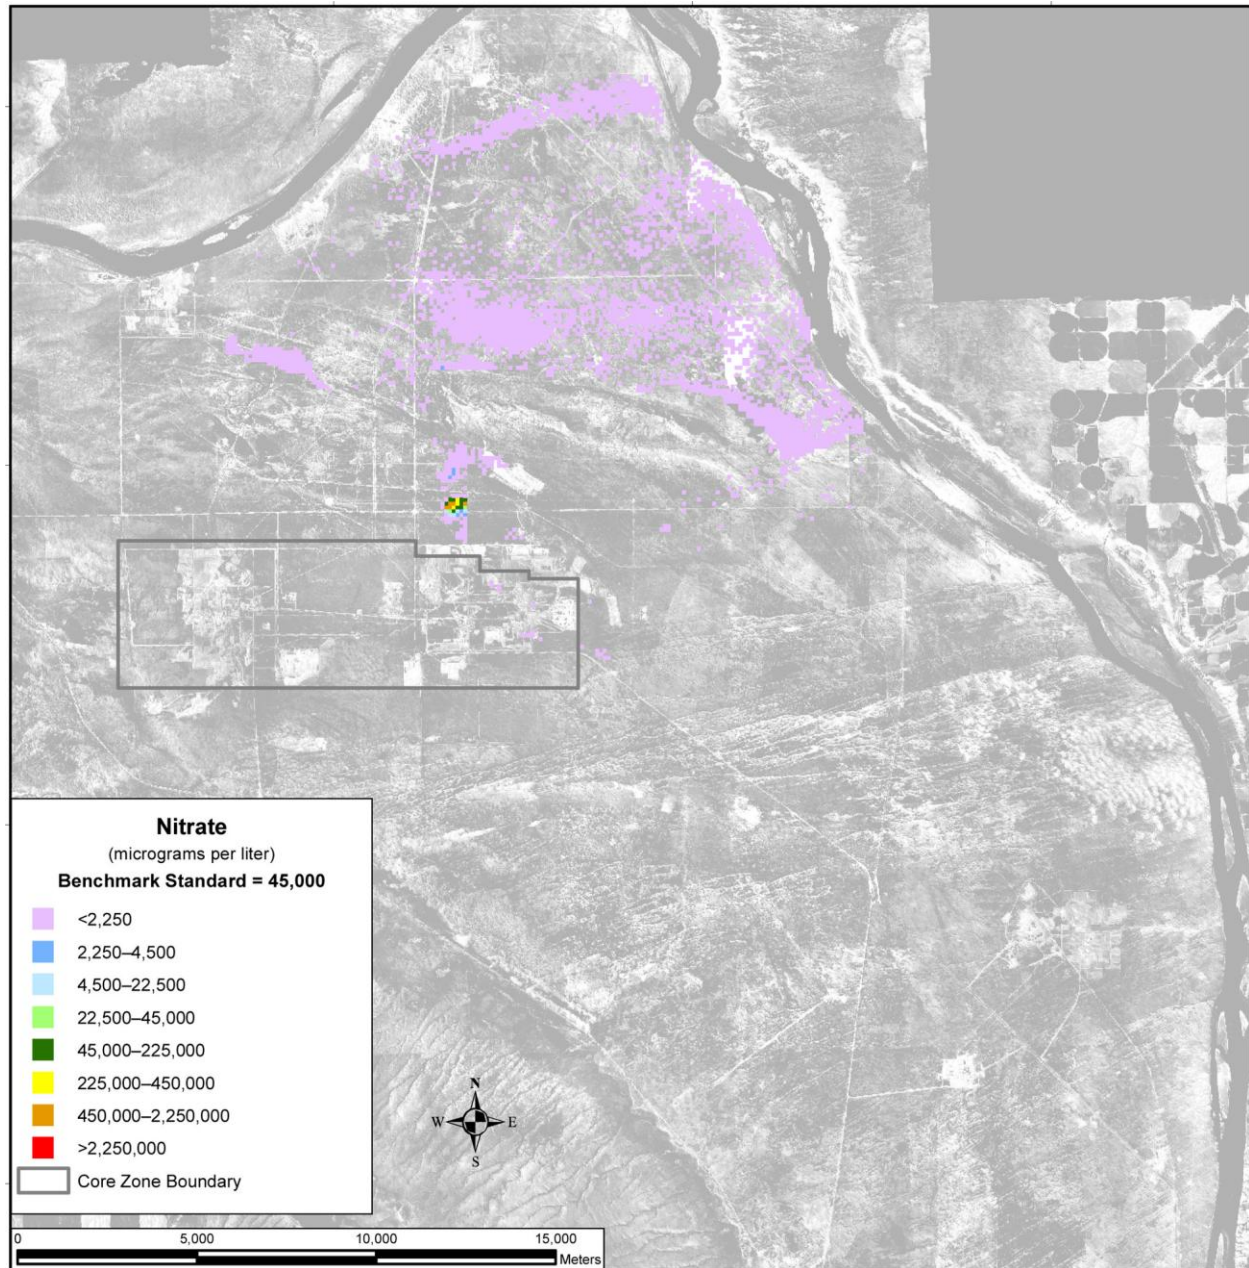 N
W E
S
Nitrate
(micrograms per liter)
Benchmark Standard = 45,000
<2,250
2,250–4,500
4,500–22,500
22,500–45,000
45,000–225,000
225,000–450,000
450,000–2,250,000
>2,250,000
Core Zone Boundary
0 5,000 10,000 15,000
Meters